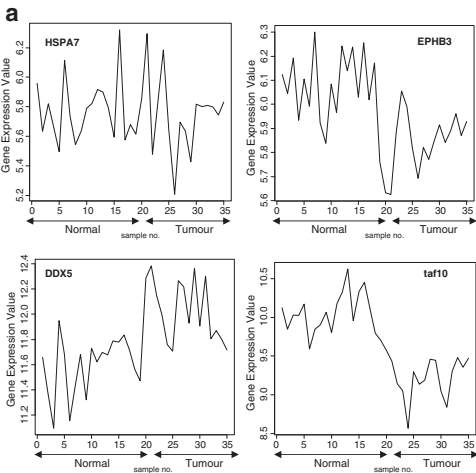 a
HSPA7
Gene Expression Value
5.2 5.4 5.6 5.8 6.0 6.2
0 5 10 15 20 25 30 35
Normal sample no. Tumour
EPHB3
Gene Expression Value
5.6 5.7 5.8 5.9 6.0 6.1 6.2 6.3
0 5 10 15 20 25 30 35
Normal sample no. Tumour
DDX5
Gene Expression Value
11.2 11.4 11.6 11.8 12.0 12.2 12.4
0 5 10 15 20 25 30 35
Normal sample no. Tumour
taf10
Gene Expression Value
8.5 9.0 9.5 10.0 10.5
0 5 10 15 20 25 30 35
Normal sample no. Tumour